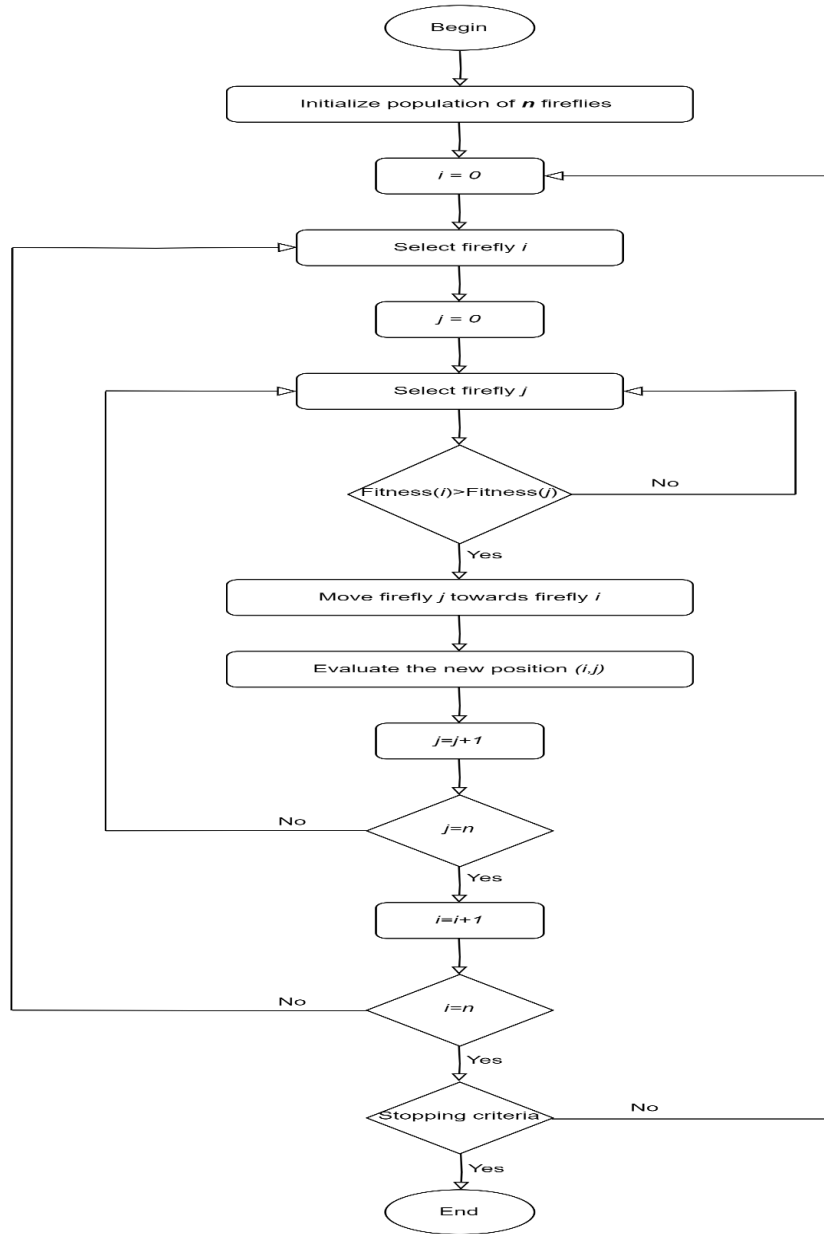 Begin
Initialize population of n fireflies
i = 0
Select firefly i
j = 0
Select firefly j
Fitness(i)>Fitness(j)
No
Yes
Move firefly j towards firefly i
Evaluate the new position (i,j)
j=j+1
j=n
No
Yes
i=i+1
i=n
No
Yes
Stopping criteria
No
Yes
End